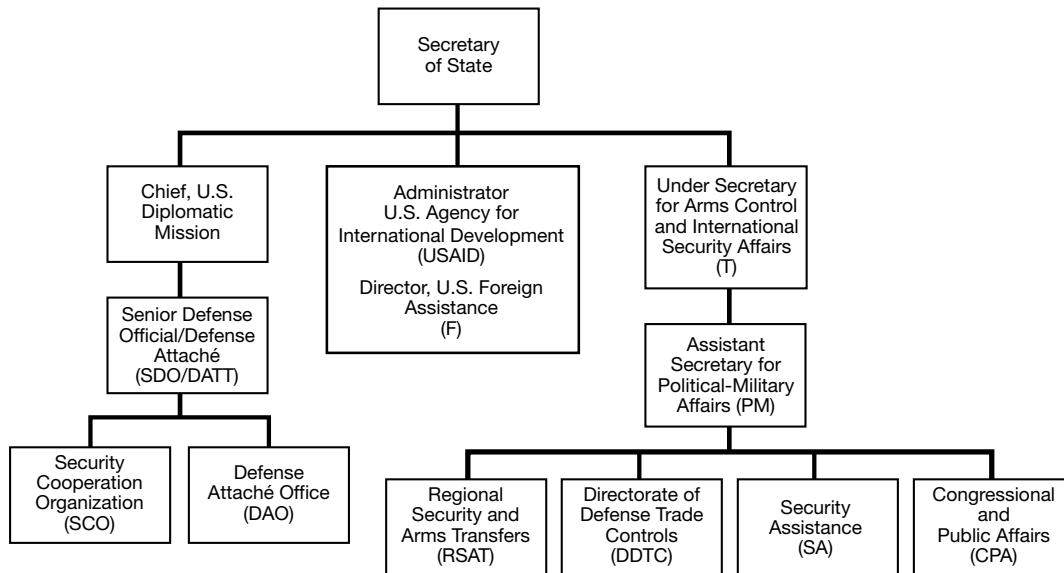 Secretary
of State
Chief, U.S.
Diplomatic
Mission
Administrator
U.S. Agency for
International Development
(USAID)
Director, U.S. Foreign
Assistance
(F)
Under Secretary
for Arms Control
and International
Security Affairs
(T)
Senior Defense
Official/Defense
Attaché
(SDO/DATT)
Assistant
Secretary for
Political-Military
Affairs (PM)
Security
Cooperation
Organization
(SCO)
Defense
Attaché Office
(DAO)
Regional
Security and
Arms Transfers
(RSAT)
Directorate of
Defense Trade
Controls
(DDTC)
Security
Assistance
(SA)
Congressional
and
Public Affairs
(CPA)